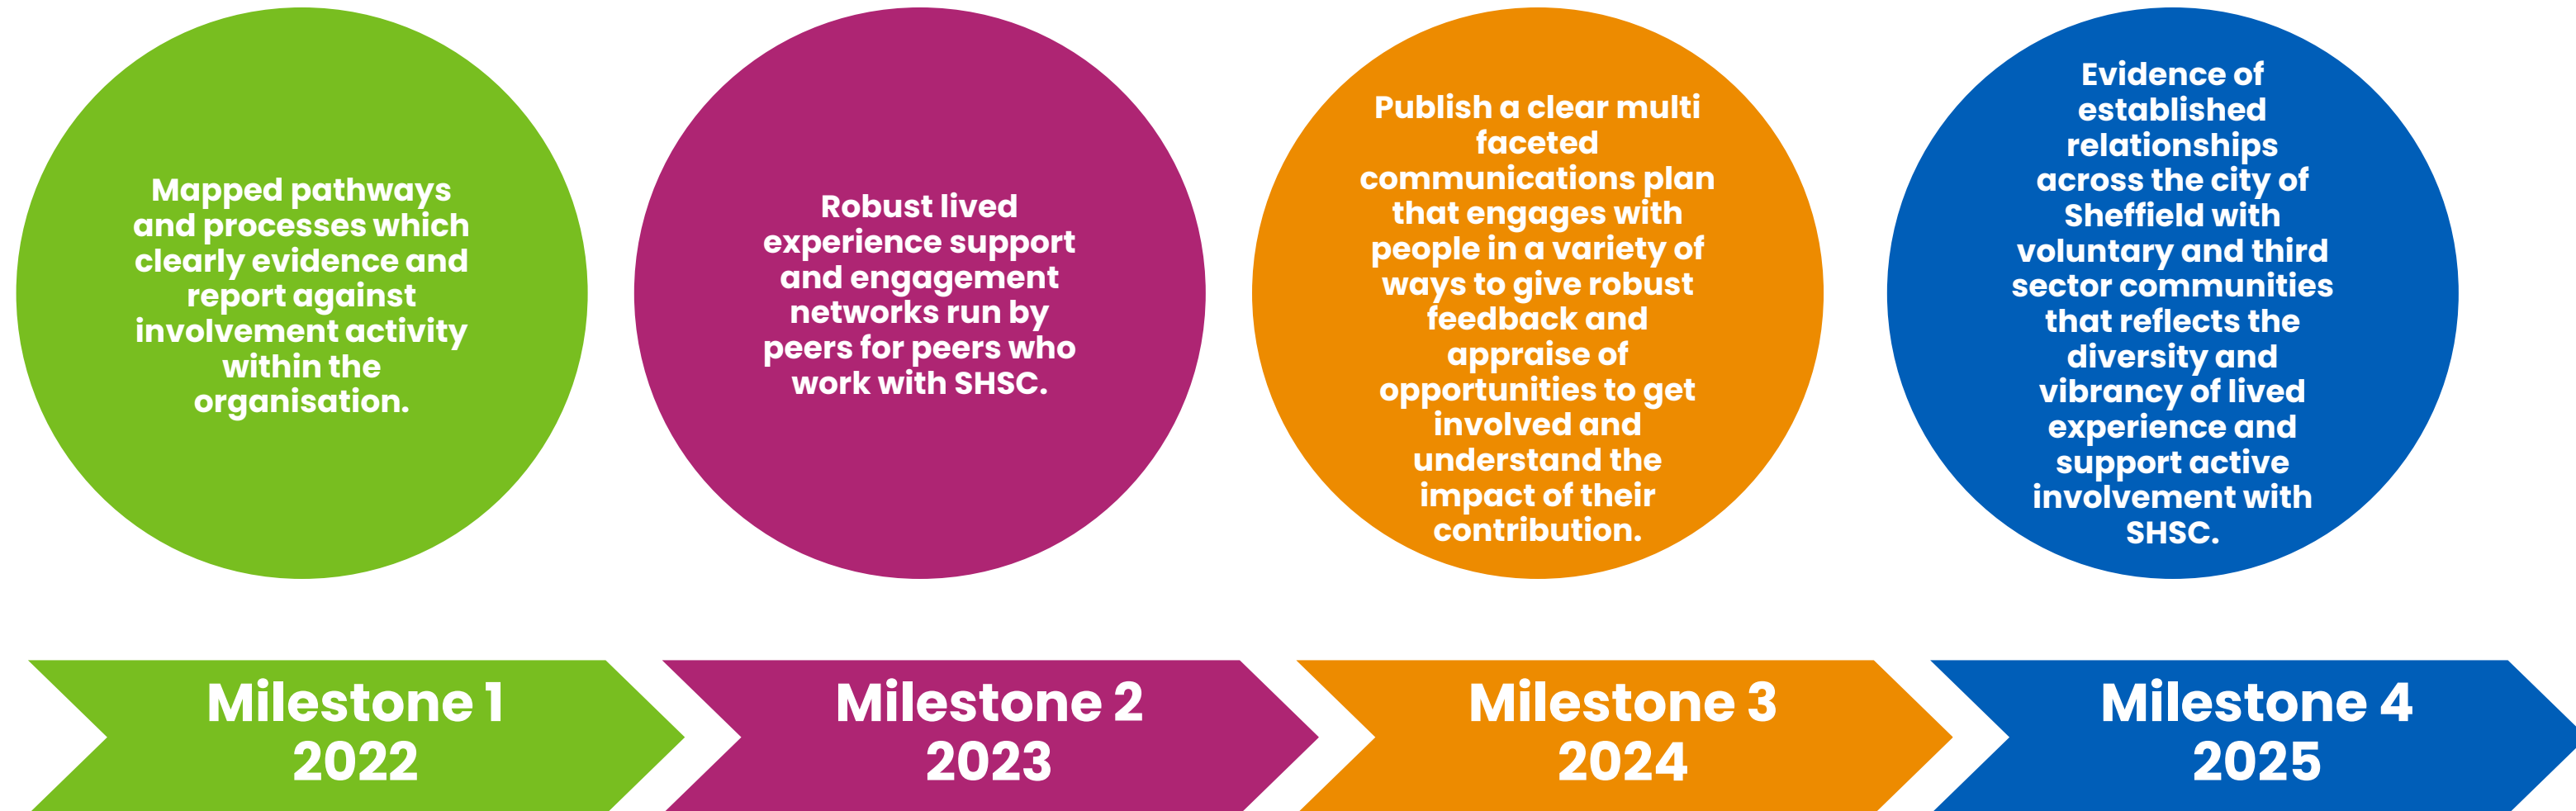 Mapped pathways
and processes which
clearly evidence and
report against
involvement activity
within the
organisation.
Robust lived
experience support
and engagement
networks run by
peers for peers who
work with SHSC.
Publish a clear multi
faceted
communications plan
that engages with
people in a variety of
ways to give robust
feedback and
appraise of
opportunities to get
involved and
understand the
impact of their
contribution.
Evidence of
established
relationships
across the city of
Sheffield with
voluntary and third
sector communities
that reflects the
diversity and
vibrancy of lived
experience and
support active
involvement with
SHSC.
Milestone 1
2022
Milestone 2
2023
Milestone 3
2024
Milestone 4
2025